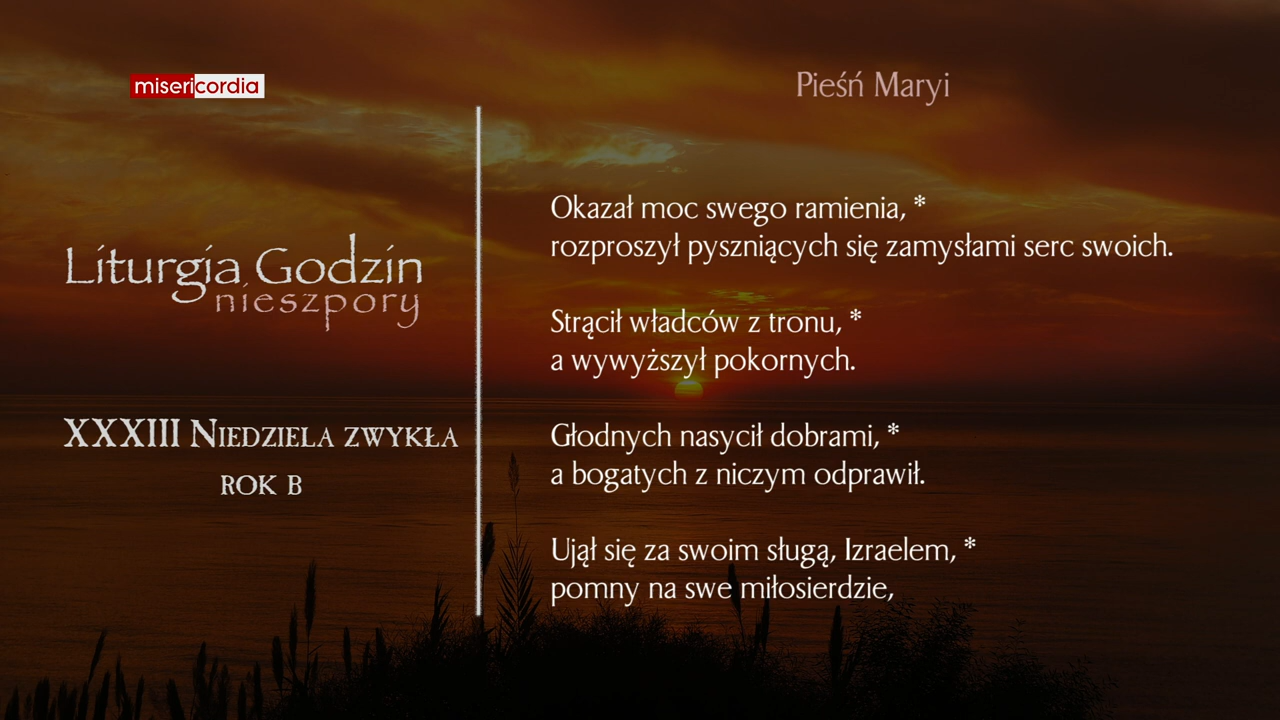 misericordia
Liturgia Godzin
nieszpory
XXXIII Niedziela zwykła
rok B
Pieśń Maryi
Okazał moc swego ramienia, *
rozproszył pyszniących się zamysłami serc swoich.
Strącił władców z tronu, *
a wywyższył pokornych.
Głodnych nasycił dobrami, *
a bogatych z niczym odprawił.
Ujął się za swoim sługą, Izraelem, *
pomny na swe miłosierdzie,